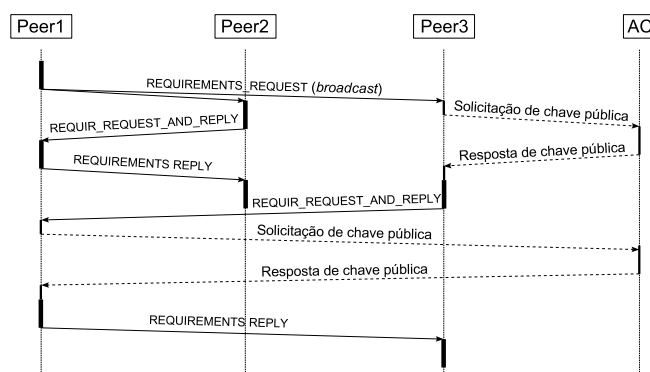 Peer1
Peer2
Peer3
AC
REQUIREMENTS_REQUEST (broadcast)
Solicitação de chave pública
REQUIR_REQUEST_AND_REPLY
Resposta de chave pública
REQUIREMENTS REPLY
REQUIR_REQUEST_AND_REPLY
Solicitação de chave pública
Resposta de chave pública
REQUIREMENTS REPLY